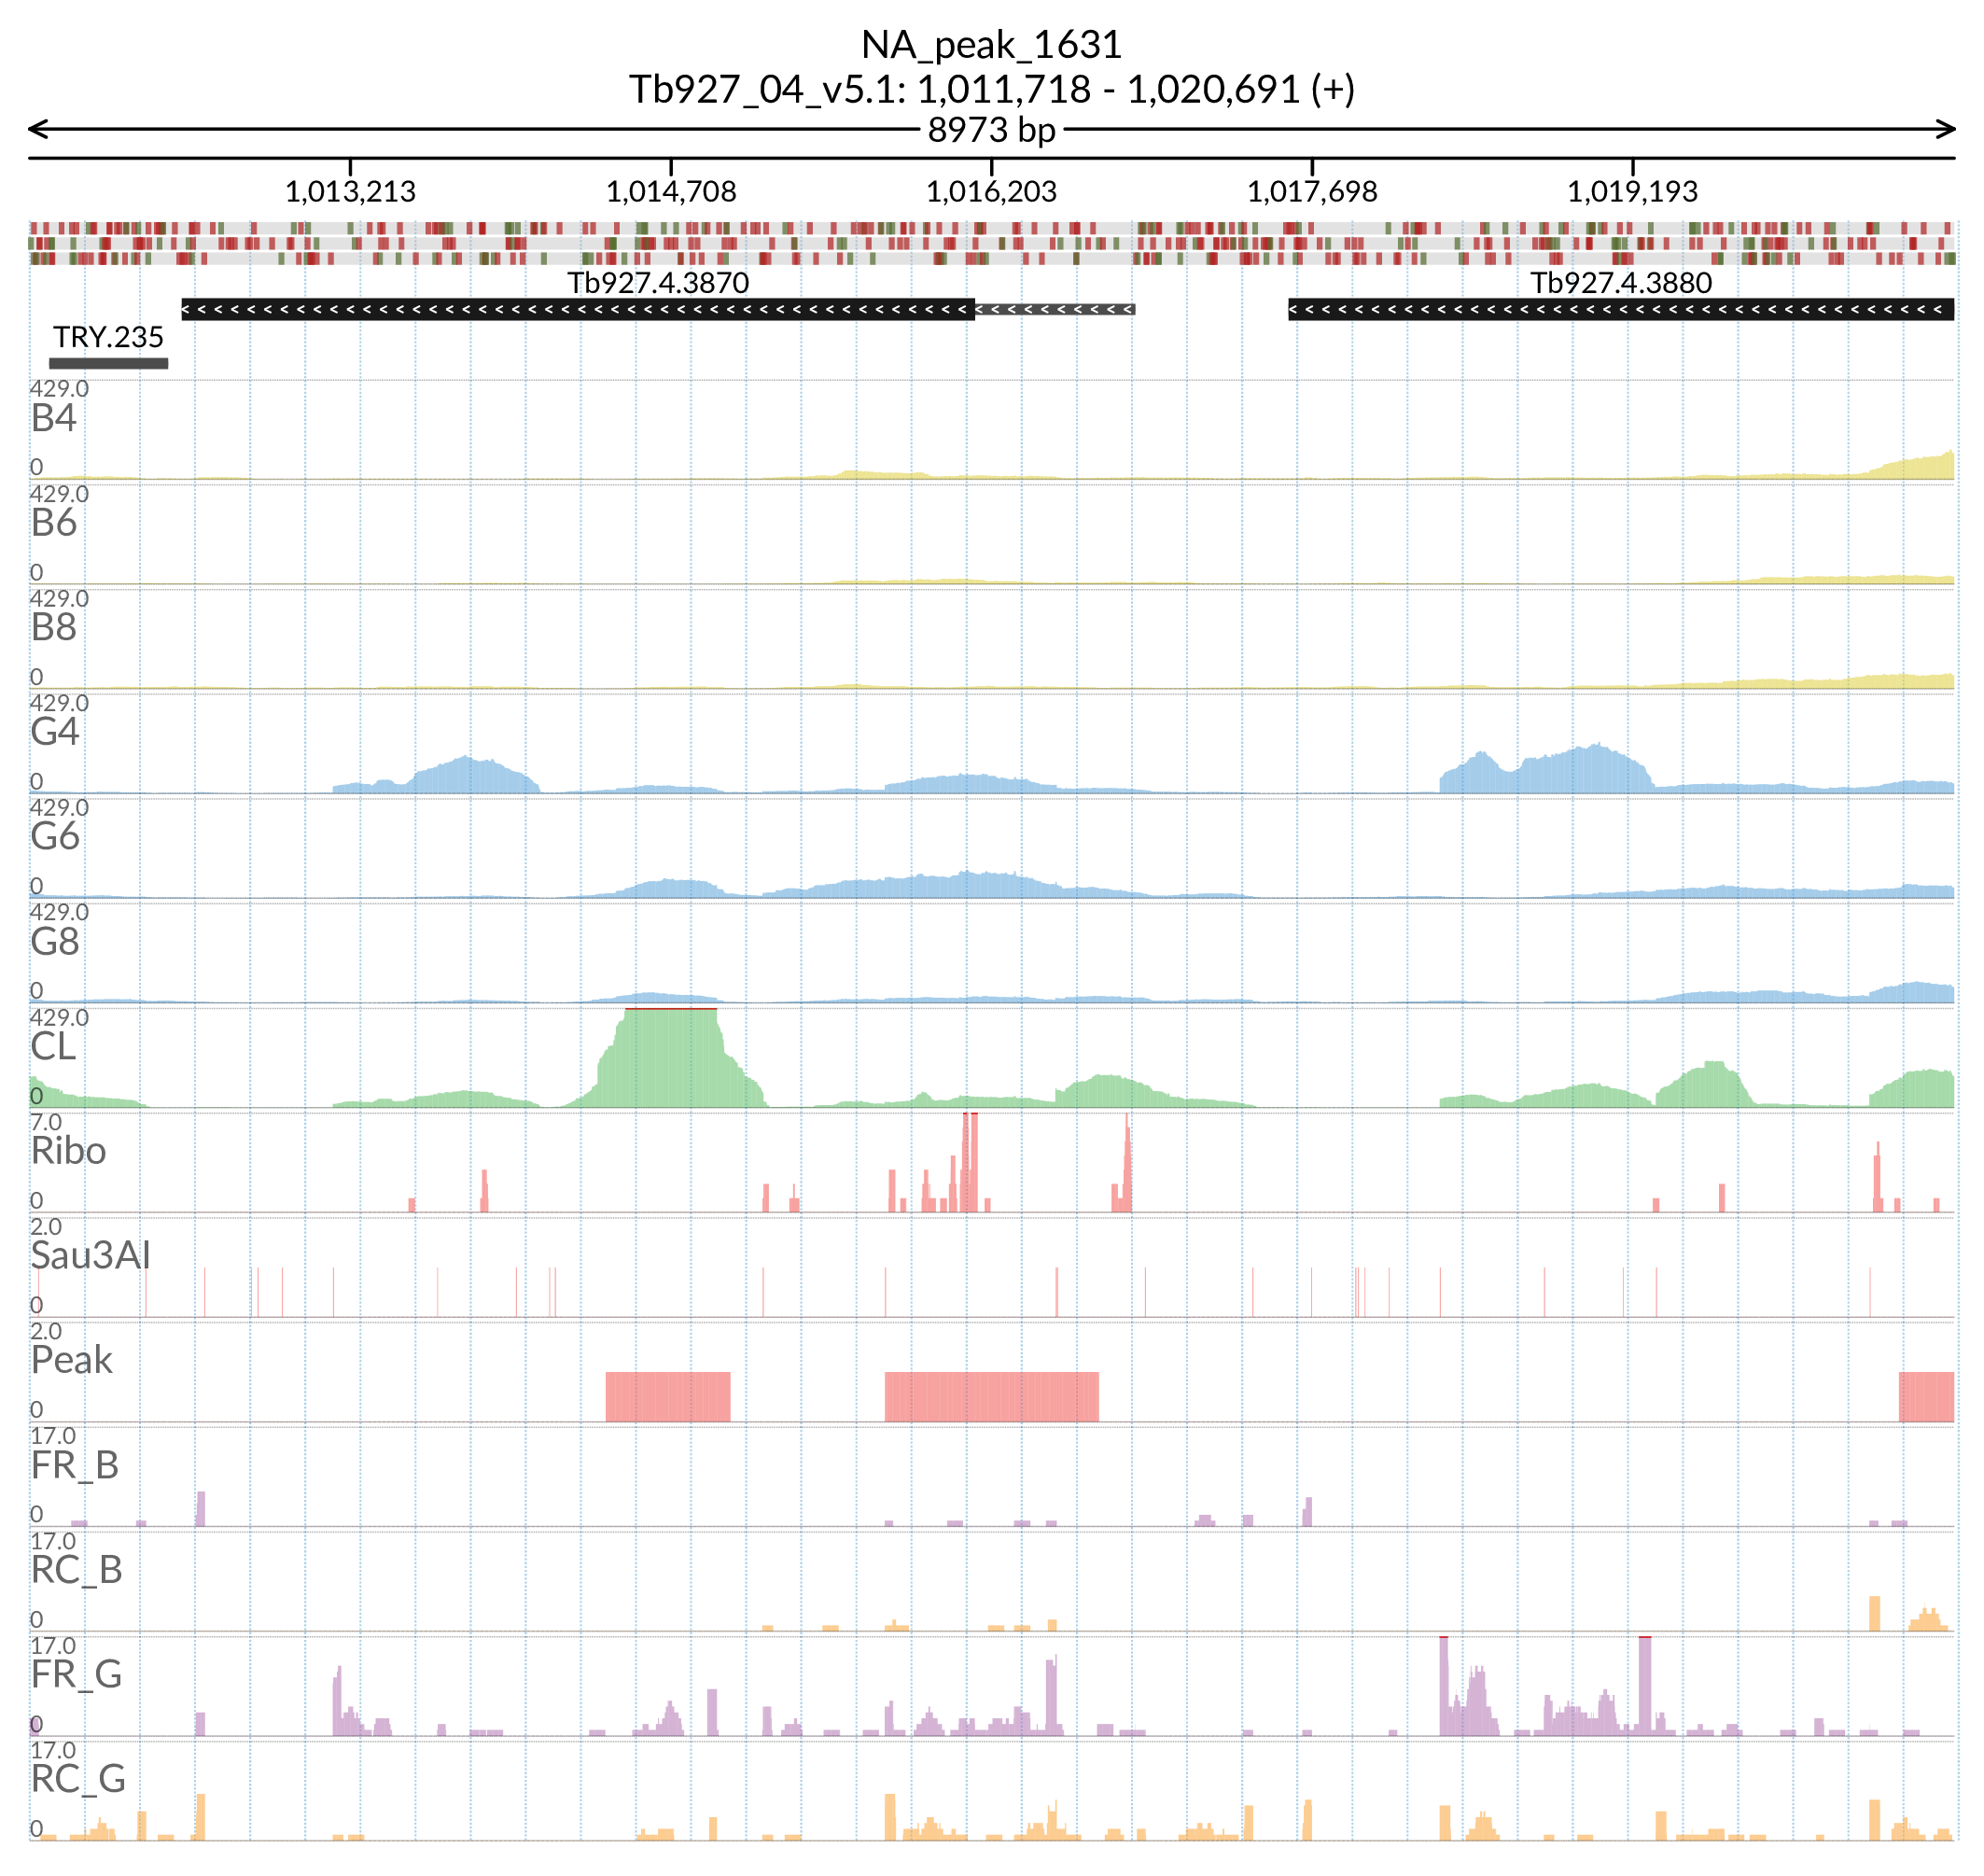 NA_peak_1631
Tb927_04_v5.1: 1,011,718 - 1,020,691 (+)
8973 bp
1,013,213 1,014,708 1,016,203 1,017,698 1,019,193
Tb927.4.3870 Tb927.4.3880
TRY.235
429.0
B4
0
429.0
B6
0
429.0
B8
0
429.0
G4
0
429.0
G6
0
429.0
G8
0
429.0
CL
0
7.0
Ribo
0
2.0
Sau3AI
0
2.0
Peak
0
17.0
FR_B
0
17.0
RC_B
0
17.0
FR_G
0
17.0
RC_G
0